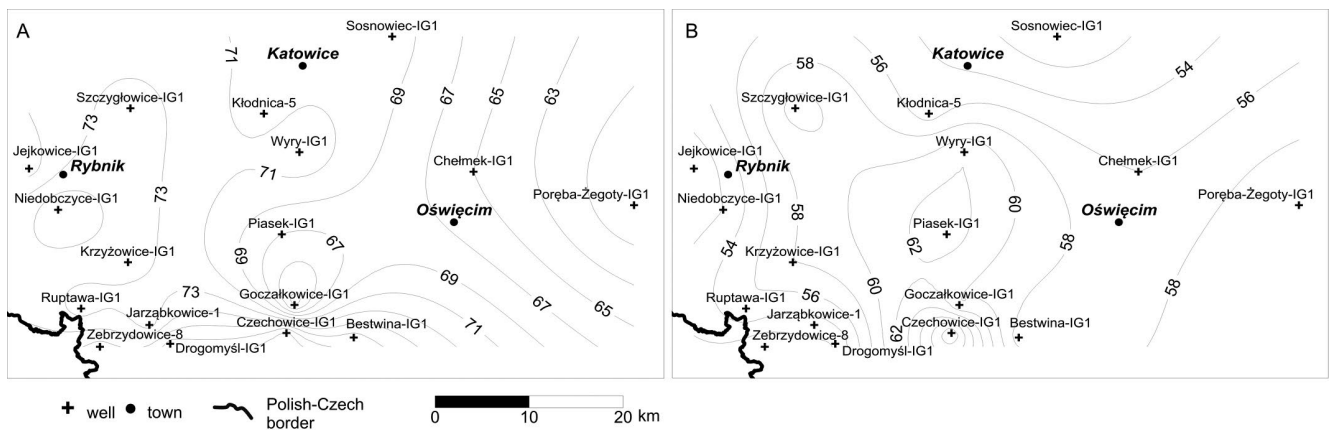 A
Sosnowiec-IG1
71
Katowice
Szczygłowice-IG1
Kłodnica-5
69
67
65
63
73
Wyry-IG1
Jejkowice-IG1
Rybnik
Chełmek-IG1
71
73
Niedobczyce-IG1
Poręba-Żegoty-IG1
Oświęcim
Piasek-IG1
67
Krzyżowice-IG1
69
69
73
Ruptawa-IG1
Goczałkowice-IG1
67
65
Jarząbkowice-1
Czechowice-IG1
Bestwina-IG1
71
Zebrzydowice-8
Drogomyśl-IG1
B
Sosnowiec-IG1
Katowice
58
56
54
56
Szczygłowice-IG1
Kłodnica-5
Wyry-IG1
Jejkowice-IG1
Rybnik
Chełmek-IG1
Niedobczyce-IG1
Poręba-Żegoty-IG1
60
58
Oświęcim
Piasek-IG1
62
58
54
Krzyżowice-IG1
60
58
56
Ruptawa-IG1
Goczałkowice-IG1
Jarząbkowice-1
62
Czechowice-IG1
Bestwina-IG1
Zebrzydowice-8
Drogomyśl-IG1
well
town
Polish-Czech
border
0
10
20 km